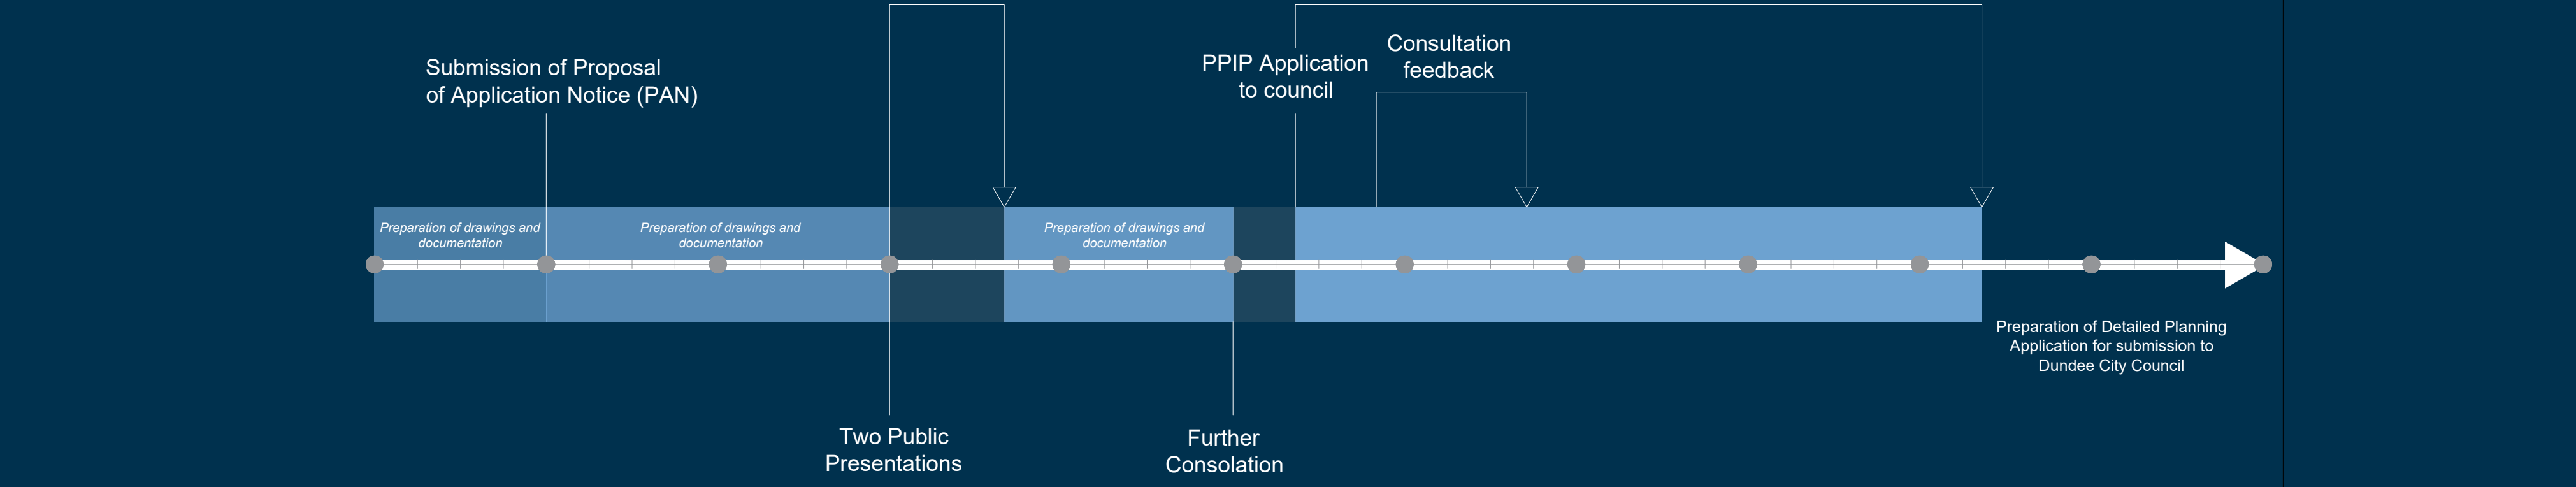 Submission of Proposal
of Application Notice (PAN)
PPIP Application
to council
Consultation
feedback
Preparation of drawings and
documentation
Preparation of drawings and
documentation
Preparation of drawings and
documentation
Preparation of Detailed Planning
Application for submission to
Dundee City Council
Two Public
Presentations
Further
Consolation